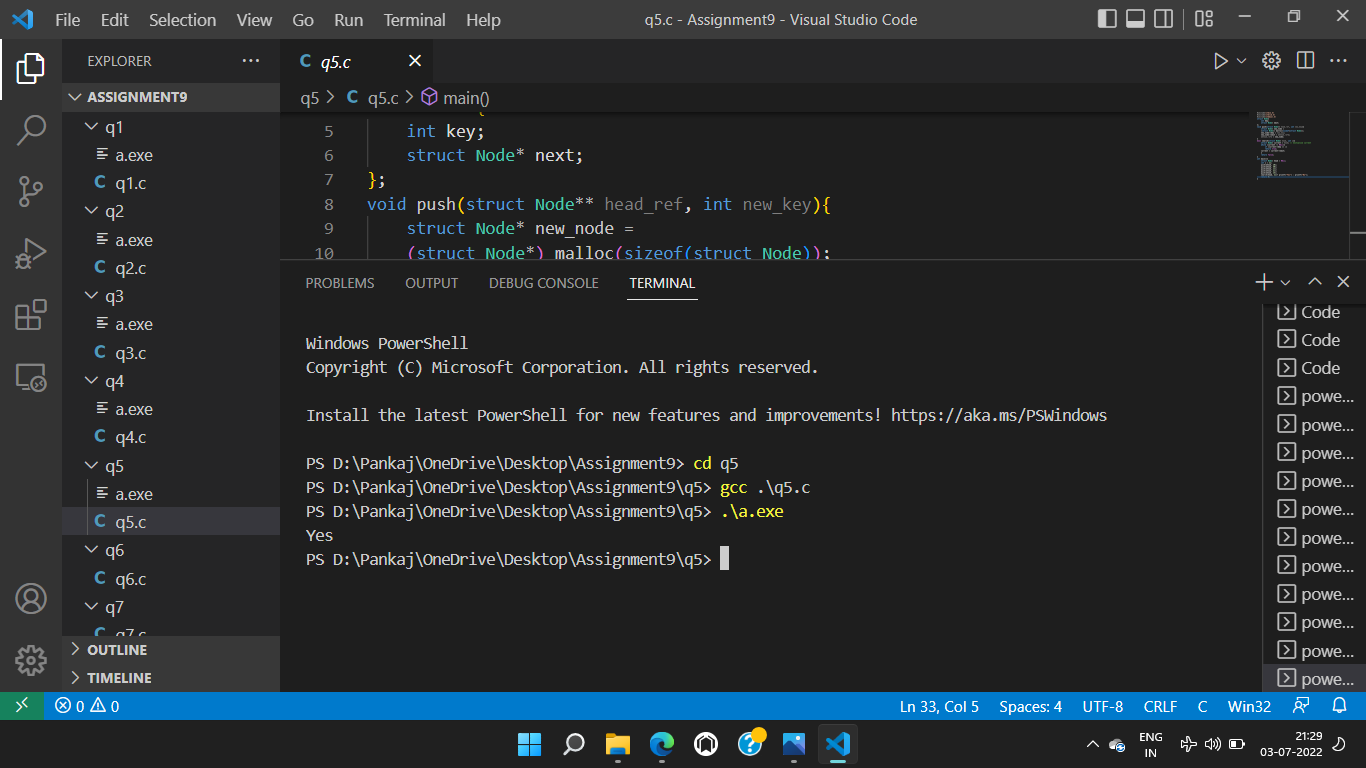 File Edit Selection View Go Run Terminal Help q5.c - Assignment9 - Visual Studio Code
EXPLORER
ASSIGNMENT9
q1
a.exe
C q1.c
q2
a.exe
C q2.c
q3
a.exe
C q3.c
q4
a.exe
C q4.c
q5
a.exe
C q5.c
q6
C q6.c
q7
C q7.c
OUTLINE
TIMELINE
C q5.c
q5 > C q5.c > main()
{
5 int key;
6 struct Node* next;
7 };
8 void push(struct Node** head_ref, int new_key){
9 struct Node* new_node =
10 (struct Node*) malloc(sizeof(struct Node));
PROBLEMS OUTPUT DEBUG CONSOLE TERMINAL
Windows PowerShell
Copyright (C) Microsoft Corporation. All rights reserved.
Install the latest PowerShell for new features and improvements! https://aka.ms/PSWindows
PS D:\Pankaj\OneDrive\Desktop\Assignment9> cd q5
PS D:\Pankaj\OneDrive\Desktop\Assignment9\q5> gcc .\q5.c
PS D:\Pankaj\OneDrive\Desktop\Assignment9\q5> .\a.exe
Yes
PS D:\Pankaj\OneDrive\Desktop\Assignment9\q5>
Code
Code
Code
powe...
powe...
powe...
powe...
powe...
powe...
powe...
powe...
powe...
powe...
powe...
0 0 Ln 33, Col 5 Spaces: 4 UTF-8 CRLF C Win32
ENG
IN
21:29
03-07-2022